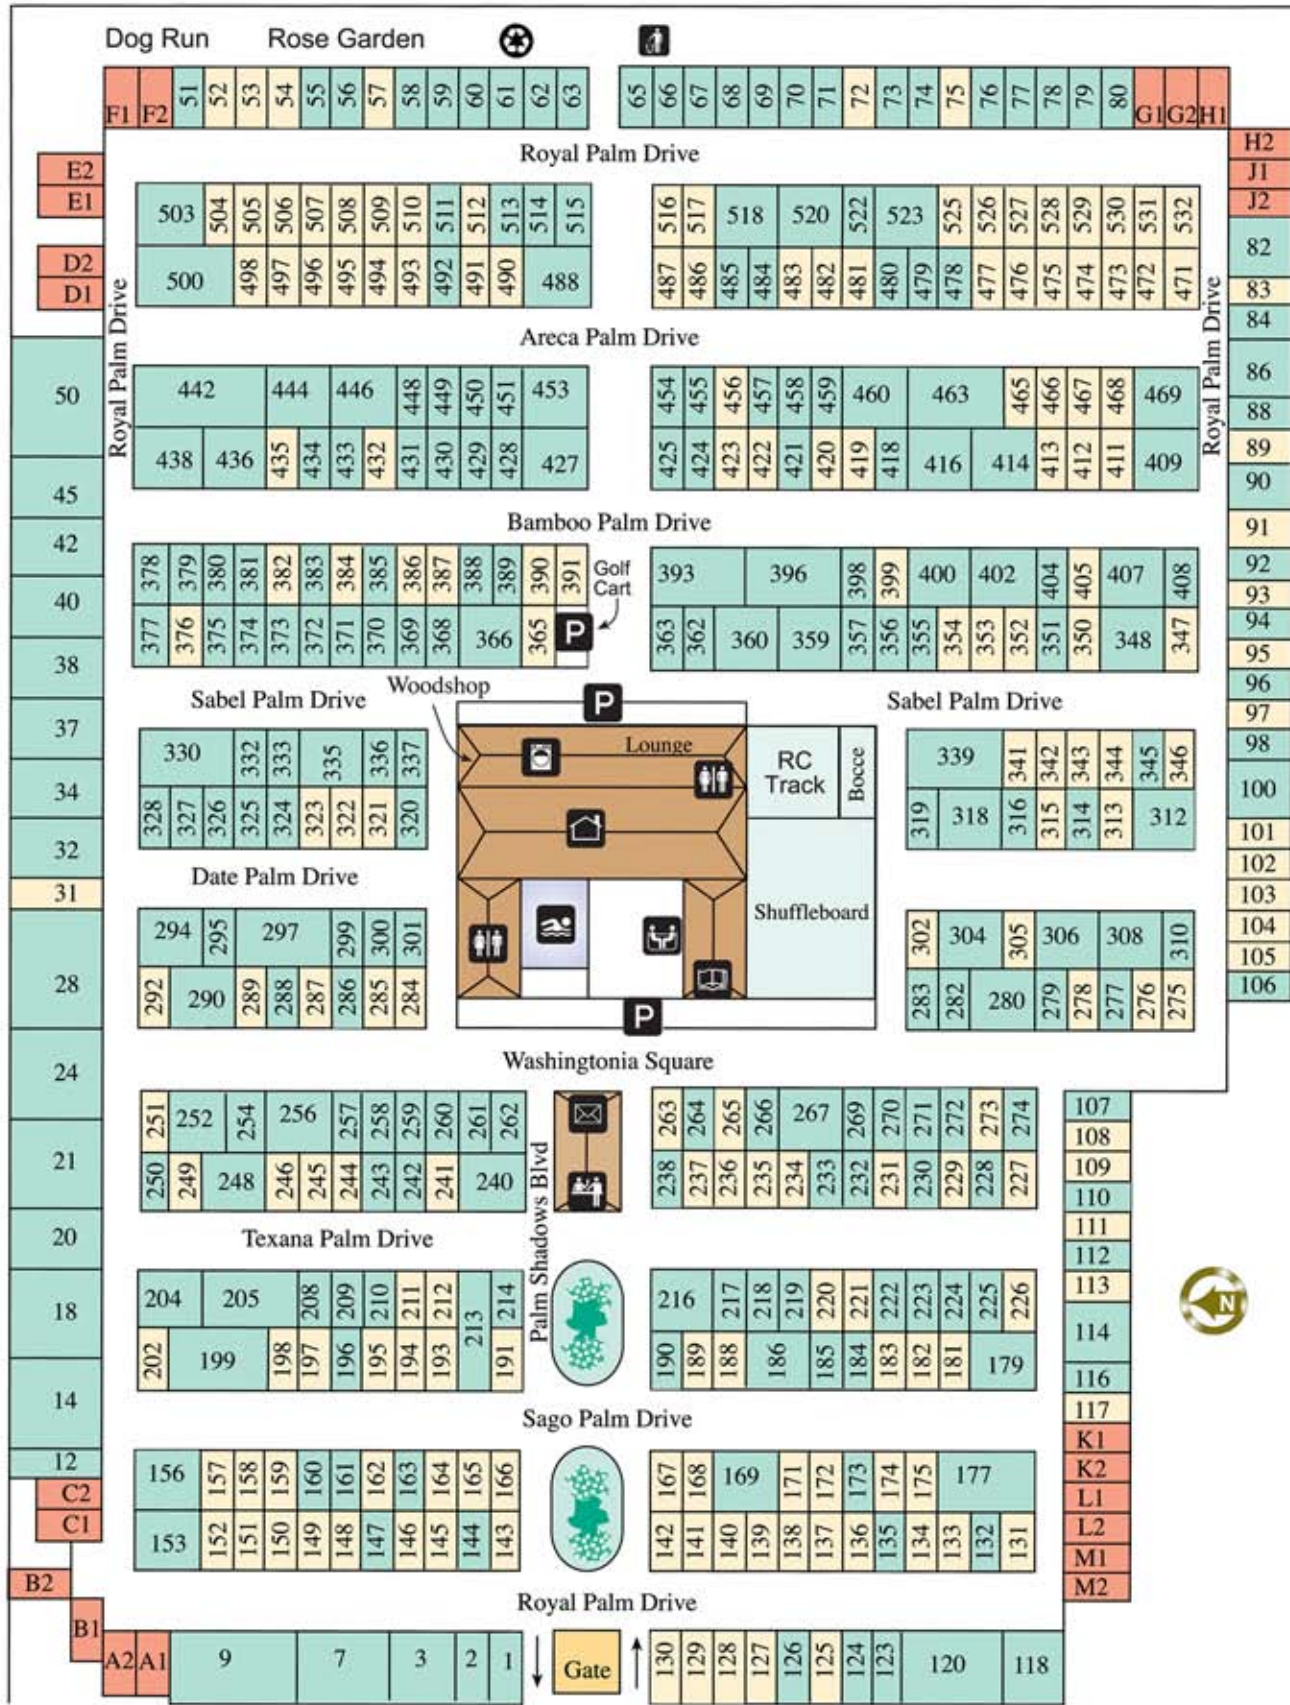 Dog Run Rose Garden
F1 F2 51 52 53 54 55 56 57 58 59 60 61 62 63 65 66 67 68 69 70 71 72 73 74 75 76 77 78 79 80 G1 G2 H1
Royal Palm Drive
E2
E1
D2
D1
H2
J1
J2
503 504 505 506 507 508 509 510 511 512 513 514 515 516 517 518 520 522 523 525 526 527 528 529 530 531 532
500 498 497 496 495 494 493 492 491 490 488 487 486 485 484 483 482 481 480 479 478 477 476 475 474 473 472 471
Royal Palm Drive
Areca Palm Drive
Royal Palm Drive
442 444 446 448 449 450 451 453 454 455 456 457 458 459 460 463 465 466 467 468 469
438 436 435 434 433 432 431 430 429 428 427 425 424 423 422 421 420 419 418 416 414 413 412 411 409
Bamboo Palm Drive
378 379 380 381 382 383 384 385 386 387 388 389 390 391
Golf
Cart
393 396 398 399 400 402 404 405 407 408
377 376 375 374 373 372 371 370 369 368 366 365 P 363 362 360 359 357 356 355 354 353 352 351 350 348 347
Sabel Palm Drive
Woodshop
P
Sabel Palm Drive
330 332 333 335 336 337
Lounge
RC
Track
Bocce
339 341 342 343 344 345 346
328 327 326 325 324 323 322 321 320
319 318 316 315 314 313 312
Date Palm Drive
Shuffleboard
294 295 297 299 300 301
302 304 305 306 308 310
292 290 289 288 287 286 285 284
283 282 280 279 278 277 276 275
P
Washingtonia Square
251 252 254 256 257 258 259 260 261 262
263 264 265 266 267 269 270 271 272 273 274
250 249 248 246 245 244 243 242 241 240
238 237 236 235 234 233 232 231 230 229 228 227
Palm Shadows Blvd
Texana Palm Drive
204 205 208 209 210 211 212 213 214
216 217 218 219 220 221 222 223 224 225 226
202 199 198 197 196 195 194 193 191
190 189 188 186 185 184 183 182 181 179
Sago Palm Drive
156 157 158 159 160 161 162 163 164 165 166
167 168 169 171 172 173 174 175 177
153 152 151 150 149 148 147 146 145 144 143
142 141 140 139 138 137 136 135 134 133 132 131
Royal Palm Drive
A2 A1 9 7 3 2 1 Gate 130 129 128 127 126 125 124 123 120 118
50
45
42
40
38
37
34
32
31
28
24
21
20
18
14
12
C2
C1
B2
B1
82
83
84
86
88
89
90
91
92
93
94
95
96
97
98
100
101
102
103
104
105
106
107
108
109
110
111
112
113
114
116
117
K1
K2
L1
L2
M1
M2
N